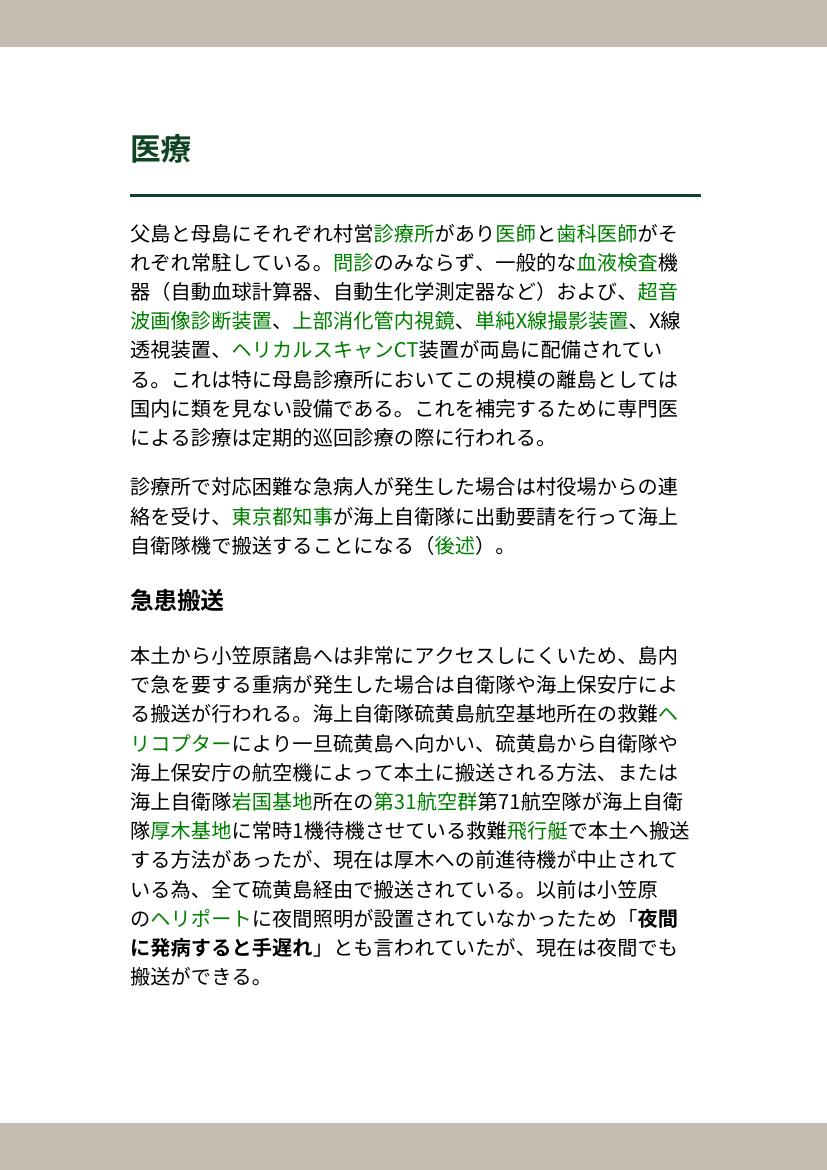 医療
父島と母島にそれぞれ村営診療所があり医師と歯科医師がそ
れぞれ常駐している。問診のみならず、一般的な血液検査機
器（自動血球計算器、自動生化学測定器など）および、超音
波画像診断装置、上部消化管内視鏡、単純X線撮影装置、X線
透視装置、ヘリカルスキャンCT装置が両島に配備されてい
る。これは特に母島診療所においてこの規模の離島としては
国内に類を見ない設備である。これを補完するために専門医
による診療は定期的巡回診療の際に行われる。
診療所で対応困難な急病人が発生した場合は村役場からの連
絡を受け、東京都知事が海上自衛隊に出動要請を行って海上
自衛隊機で搬送することになる（後述）。
急患搬送
本土から小笠原諸島へは非常にアクセスしにくいため、島内
で急を要する重病が発生した場合は自衛隊や海上保安庁によ
る搬送が行われる。海上自衛隊硫黄島航空基地所在の救難ヘ
リコプターにより一旦硫黄島へ向かい、硫黄島から自衛隊や
海上保安庁の航空機によって本土に搬送される方法、または
海上自衛隊岩国基地所在の第31航空群第71航空隊が海上自衛
隊厚木基地に常時1機待機させている救難飛行艇で本土へ搬送
する方法があったが、現在は厚木への前進待機が中止されて
いる為、全て硫黄島経由で搬送されている。以前は小笠原
のヘリポートに夜間照明が設置されていなかったため「夜間
に発病すると手遅れ」とも言われていたが、現在は夜間でも
搬送ができる。